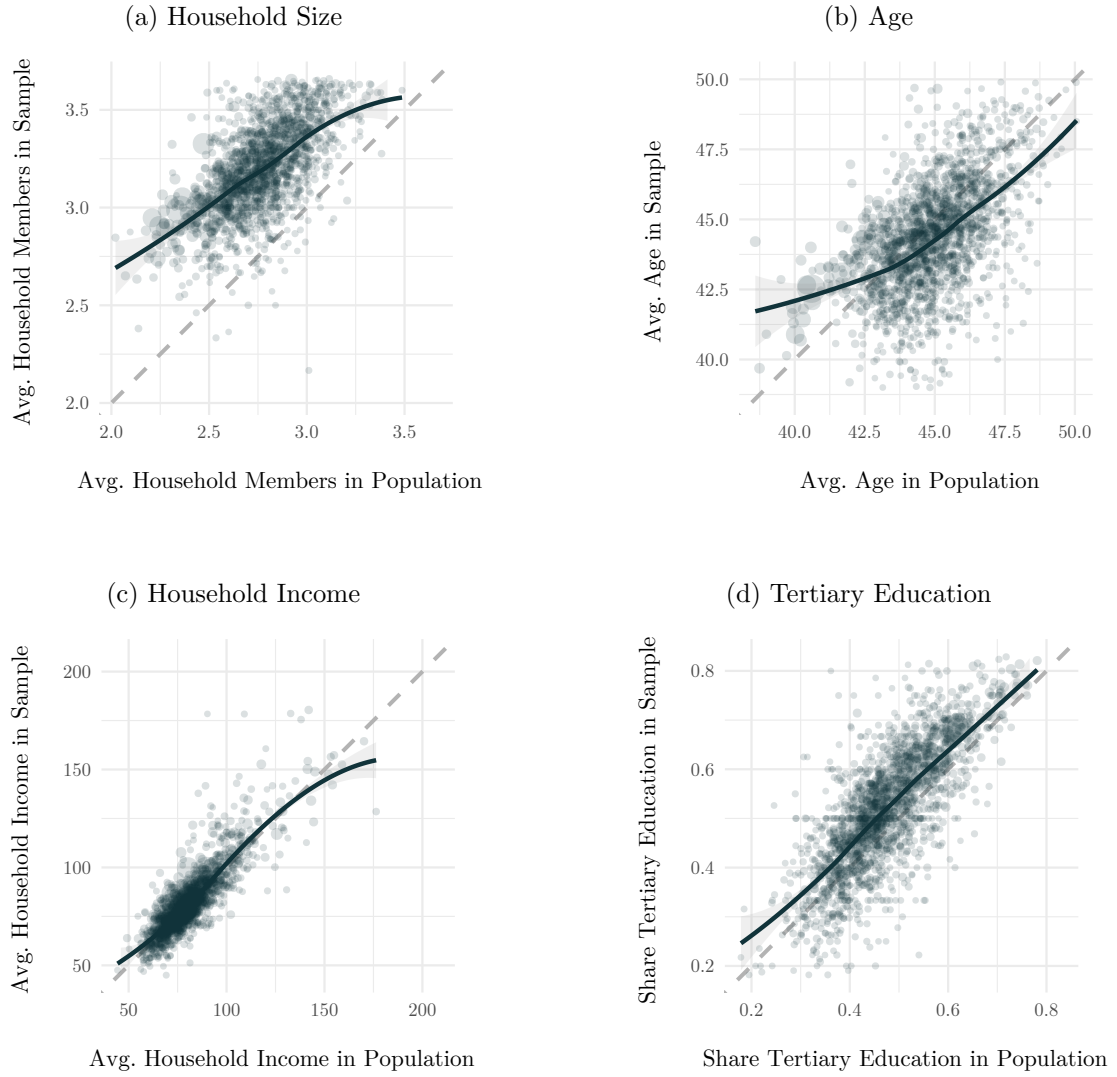 (a) Household Size
Avg. Household Members in Sample
3.5
3.0
2.5
2.0
2.0 2.5 3.0 3.5
Avg. Household Members in Population
(b) Age
Avg. Age in Sample
50.0
47.5
45.0
42.5
40.0
40.0 42.5 45.0 47.5 50.0
Avg. Age in Population
(c) Household Income
Avg. Household Income in Sample
200
150
100
50
50 100 150 200
Avg. Household Income in Population
(d) Tertiary Education
Share Tertiary Education in Sample
0.8
0.6
0.4
0.2
0.2 0.4 0.6 0.8
Share Tertiary Education in Population